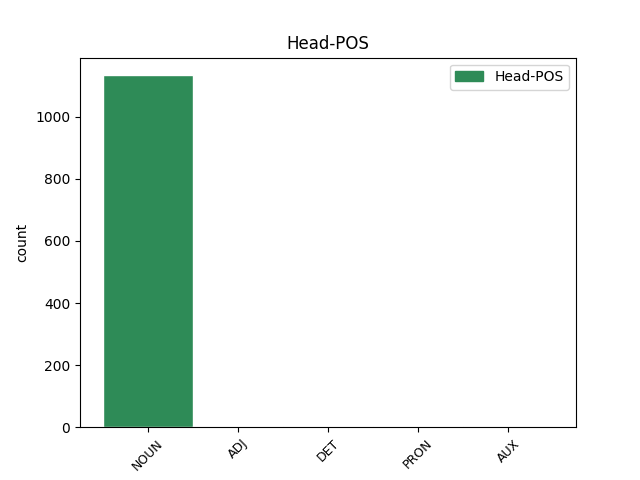 Head-POS
Head-POS
1000
800
600
400
200
0
count
NOUN
ADJ
DET
PRON
AUX